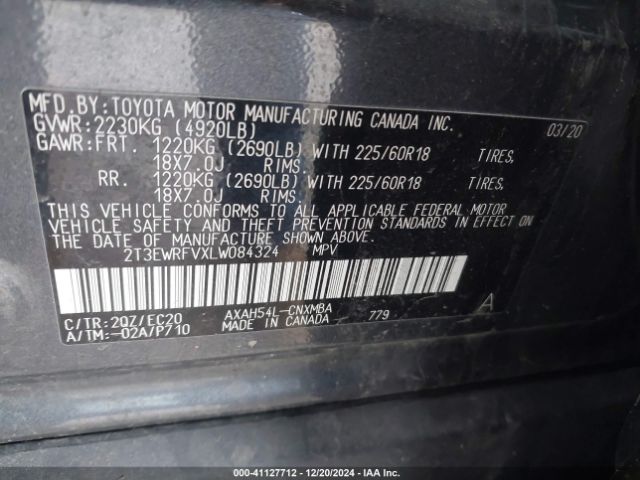 MFD.BY:TOYOTA MOTOR MANUFACTURING CANADA INC. 03/20
GVWR:2230KG (4920LB)
GAWR:FRT. 1220KG (2690LB) WITH 225/60R18 TIRES,
18X7.0J RIMS.
RR. 1220KG (2690LB) WITH 225/60R18 TIRES,
18X7.0J RIMS.
THIS VEHICLE CONFORMS TO ALL APPLICABLE FEDERAL MOTOR
VEHICLE SAFETY AND THEFT PREVENTION STANDARDS IN EFFECT ON
THE DATE OF MANUFACTURE SHOWN ABOVE.
2T3EWRFVXLW084324 MPV
C/TR:2QZ/EC20 AXAH54L-CNXMBA A
A/TM:-02A/P710 MADE IN CANADA 779
000-41127712 — 12/20/2024 — IAA Inc.